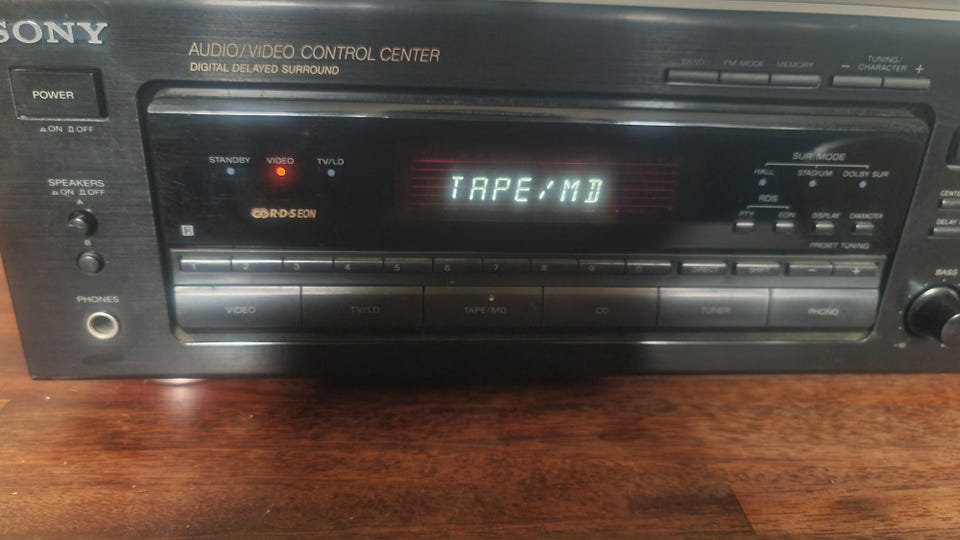 SONY
AUDIO/VIDEO CONTROL CENTER
DIGITAL DELAYED SURROUND
BAND FM MODE MEMORY
TUNING/
− CHARACTER +
POWER
ON OFF
STANDBY VIDEO TV/LD
TAPE/MD
SUR MODE
HALL STADIUM DOLBY SUR
RDS
PTY EON DISPLAY CHARACTER
R·D·S EON
R
PRESET TUNING
SPEAKERS
ON OFF
A
B
1 2 3 4 5 6 7 8 9 0 DIRECT SHIFT − +
PHONES
VIDEO TV/LD TAPE/MD CD TUNER PHONO
DELAY
BASS